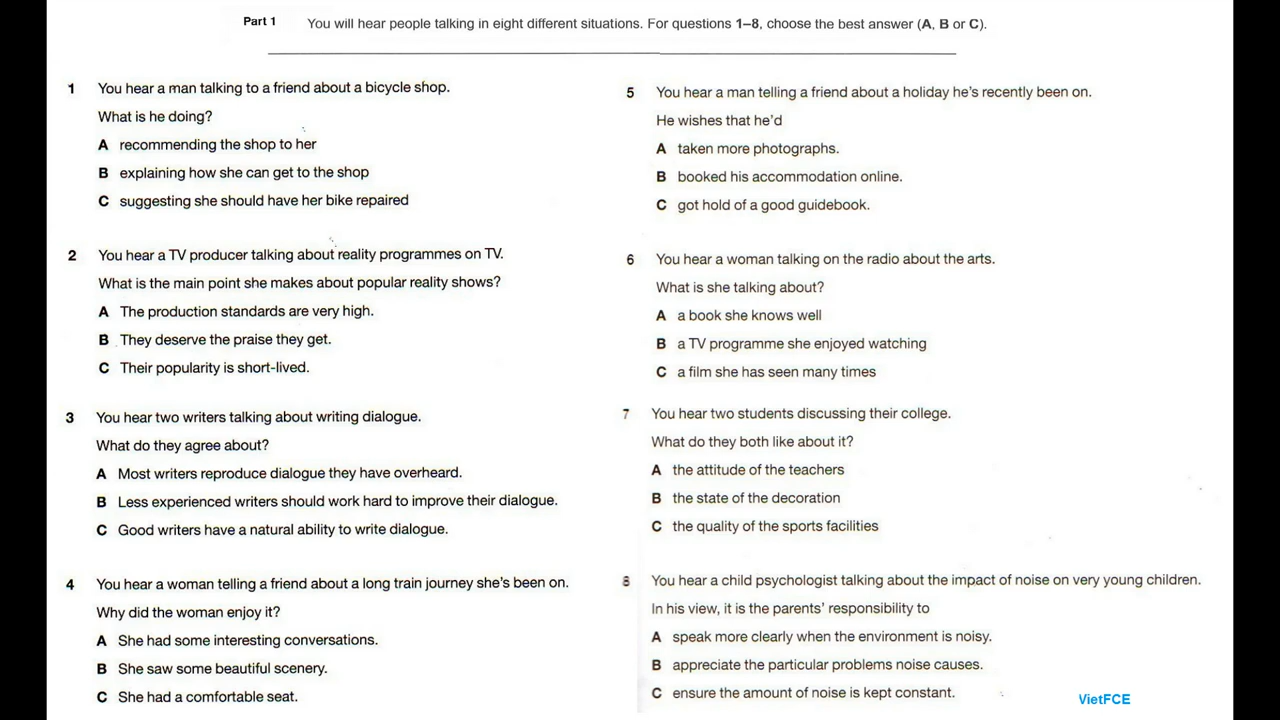 Part 1 You will hear people talking in eight different situations. For questions 1–8, choose the best answer (A, B or C).
1 You hear a man talking to a friend about a bicycle shop.
What is he doing?
A recommending the shop to her
B explaining how she can get to the shop
C suggesting she should have her bike repaired
2 You hear a TV producer talking about reality programmes on TV.
What is the main point she makes about popular reality shows?
A The production standards are very high.
B They deserve the praise they get.
C Their popularity is short-lived.
3 You hear two writers talking about writing dialogue.
What do they agree about?
A Most writers reproduce dialogue they have overheard.
B Less experienced writers should work hard to improve their dialogue.
C Good writers have a natural ability to write dialogue.
4 You hear a woman telling a friend about a long train journey she's been on.
Why did the woman enjoy it?
A She had some interesting conversations.
B She saw some beautiful scenery.
C She had a comfortable seat.
5 You hear a man telling a friend about a holiday he's recently been on.
He wishes that he'd
A taken more photographs.
B booked his accommodation online.
C got hold of a good guidebook.
6 You hear a woman talking on the radio about the arts.
What is she talking about?
A a book she knows well
B a TV programme she enjoyed watching
C a film she has seen many times
7 You hear two students discussing their college.
What do they both like about it?
A the attitude of the teachers
B the state of the decoration
C the quality of the sports facilities
8 You hear a child psychologist talking about the impact of noise on very young children.
In his view, it is the parents' responsibility to
A speak more clearly when the environment is noisy.
B appreciate the particular problems noise causes.
C ensure the amount of noise is kept constant.
VietFCE